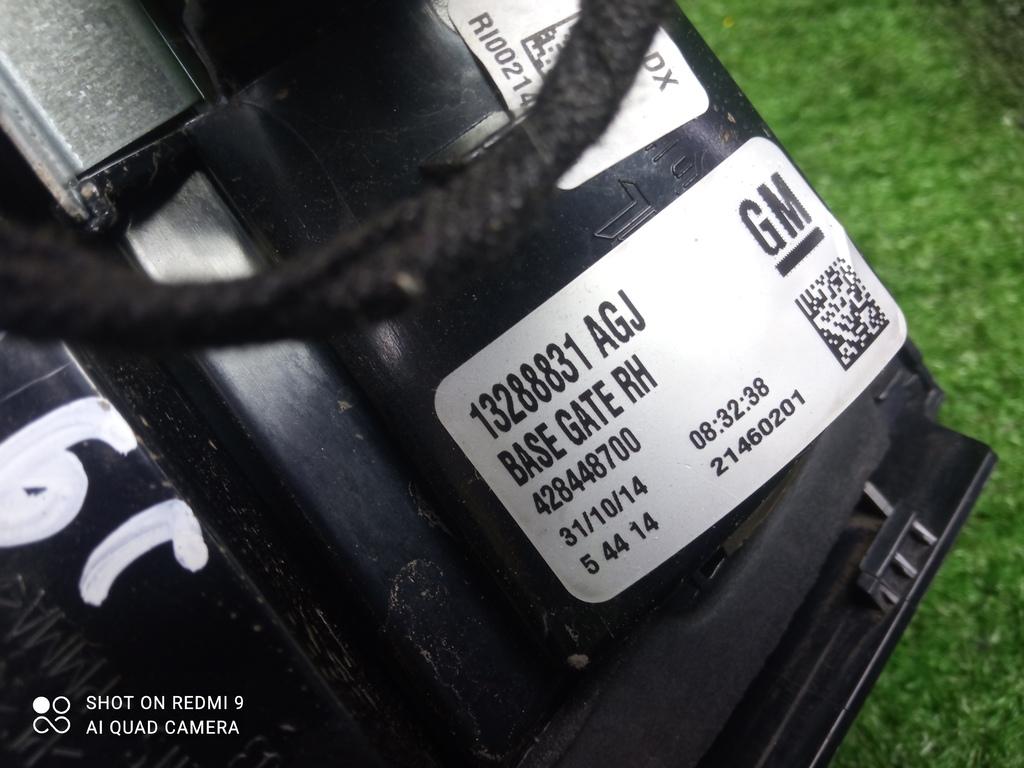 RI00214
DX
GM
13288831 AGJ
BASE GATE RH
428448700
31/10/14
5 44 14
08:32:38
21460201
SHOT ON REDMI 9
AI QUAD CAMERA